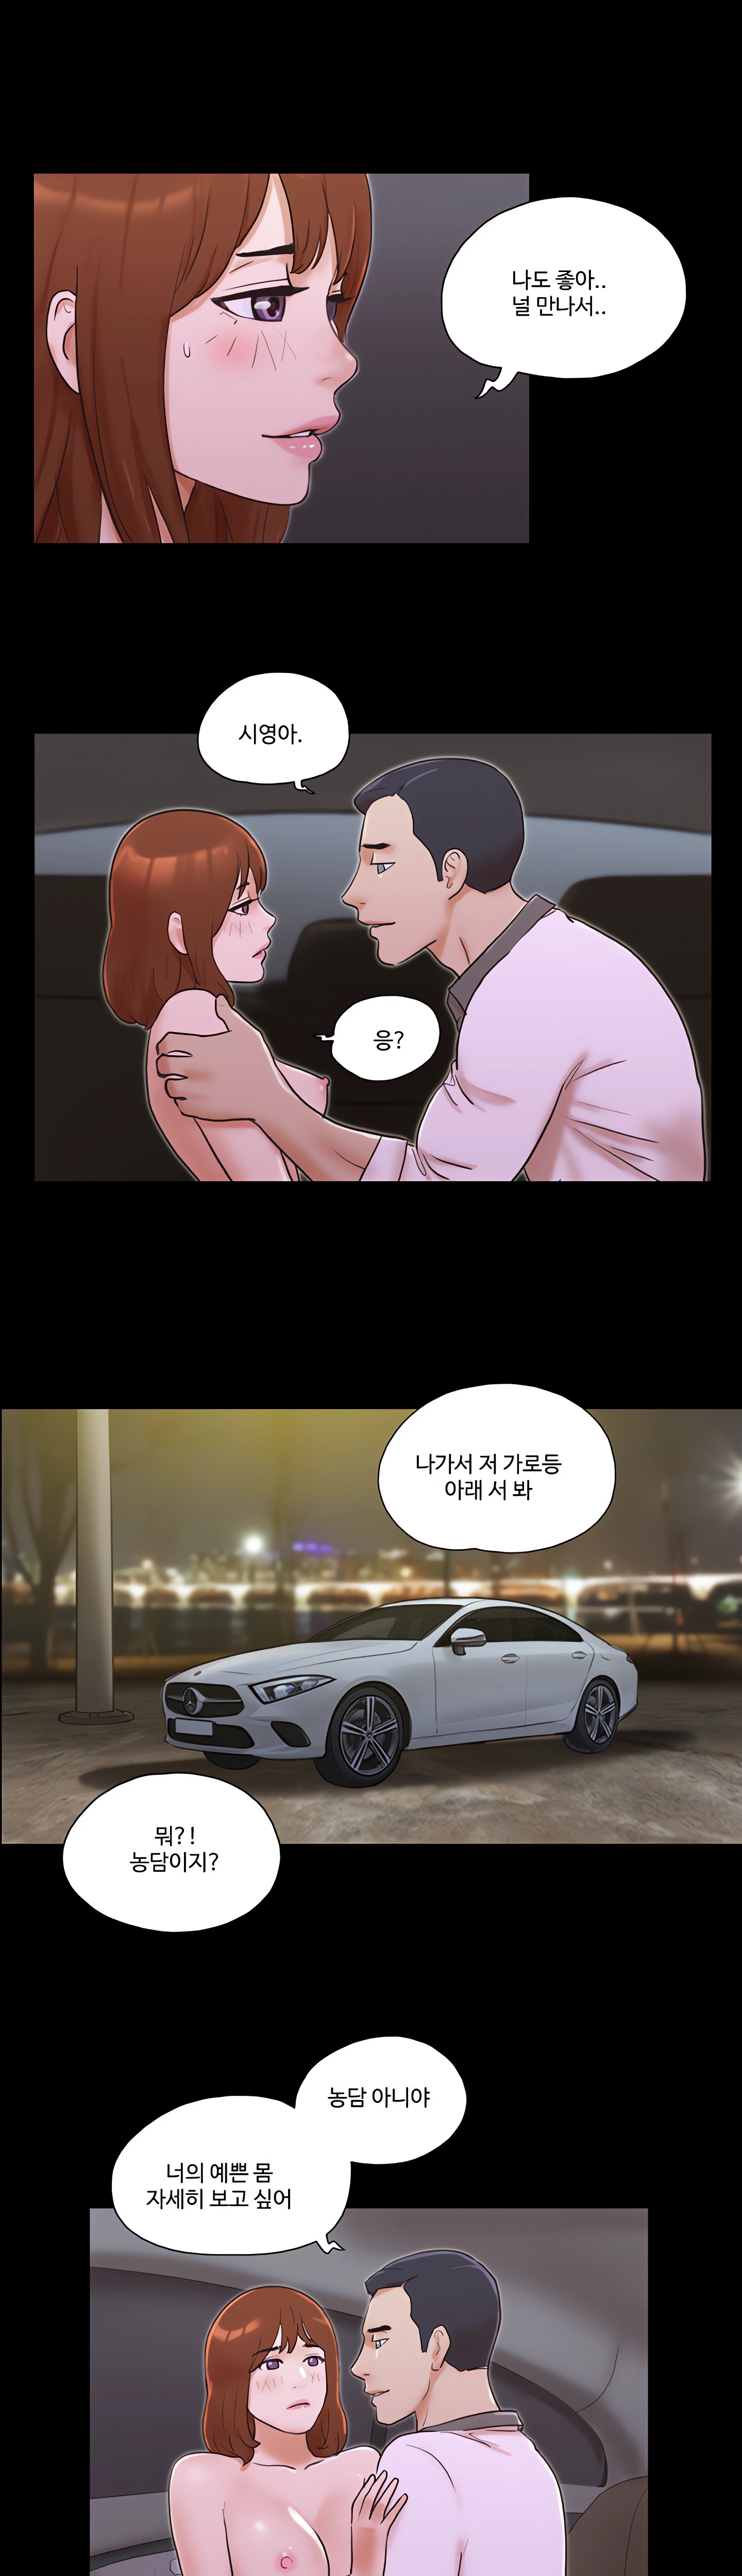 나도 좋아..
널 만나서..
시영아.
응?
나가서 저 가로등
아래 서 봐
뭐?!
농담이지?
농담 아니야
너의 예쁜 몸
자세히 보고 싶어